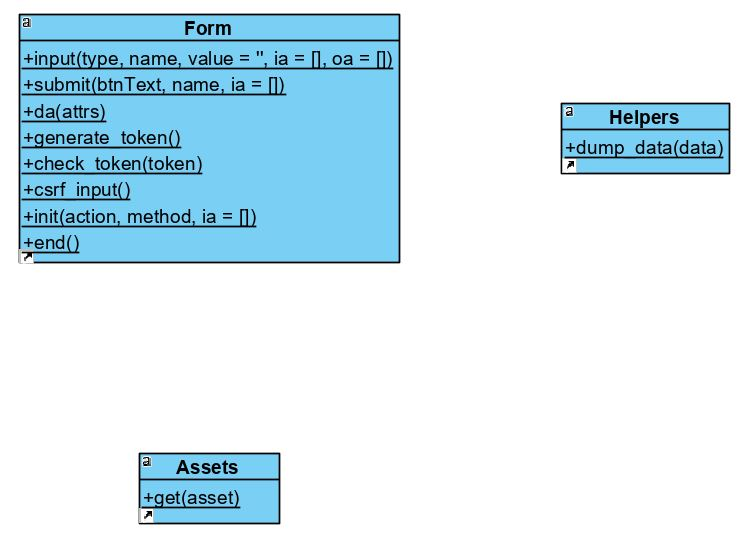 a
Form
+input(type, name, value = '', ia = [], oa = [])
+submit(btnText, name, ia = [])
+da(attrs)
+generate_token()
+check_token(token)
+csrf_input()
+init(action, method, ia = [])
+end()
a
Helpers
+dump_data(data)
a
Assets
+get(asset)